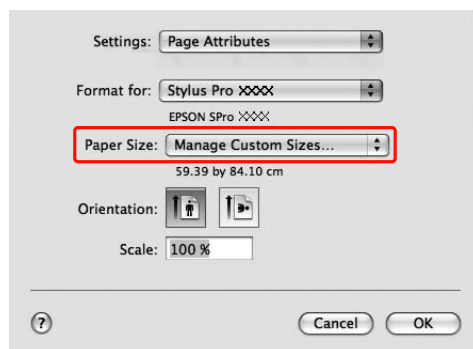 Settings: Page Attributes
Format for: Stylus Pro XXXX
EPSON SPro XXXX
Paper Size: Manage Custom Sizes...
59.39 by 84.10 cm
Orientation:
Scale: 100 %
? Cancel OK